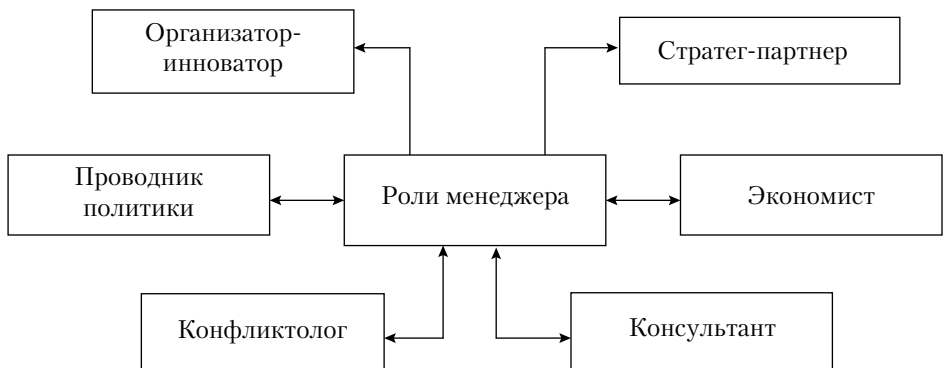 Организатор-
инноватор
Стратег-партнер
Проводник
политики
Роли менеджера
Экономист
Конфликтолог
Консультант